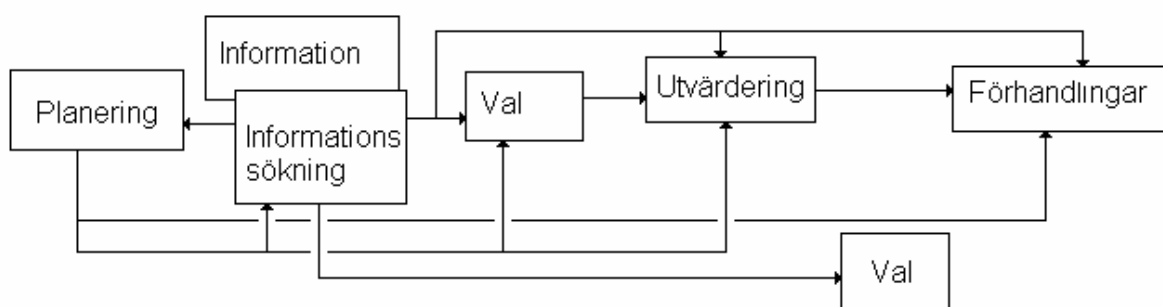 Information
Planering
Informations
sökning
Val
Utvärdering
Förhandlingar
Val